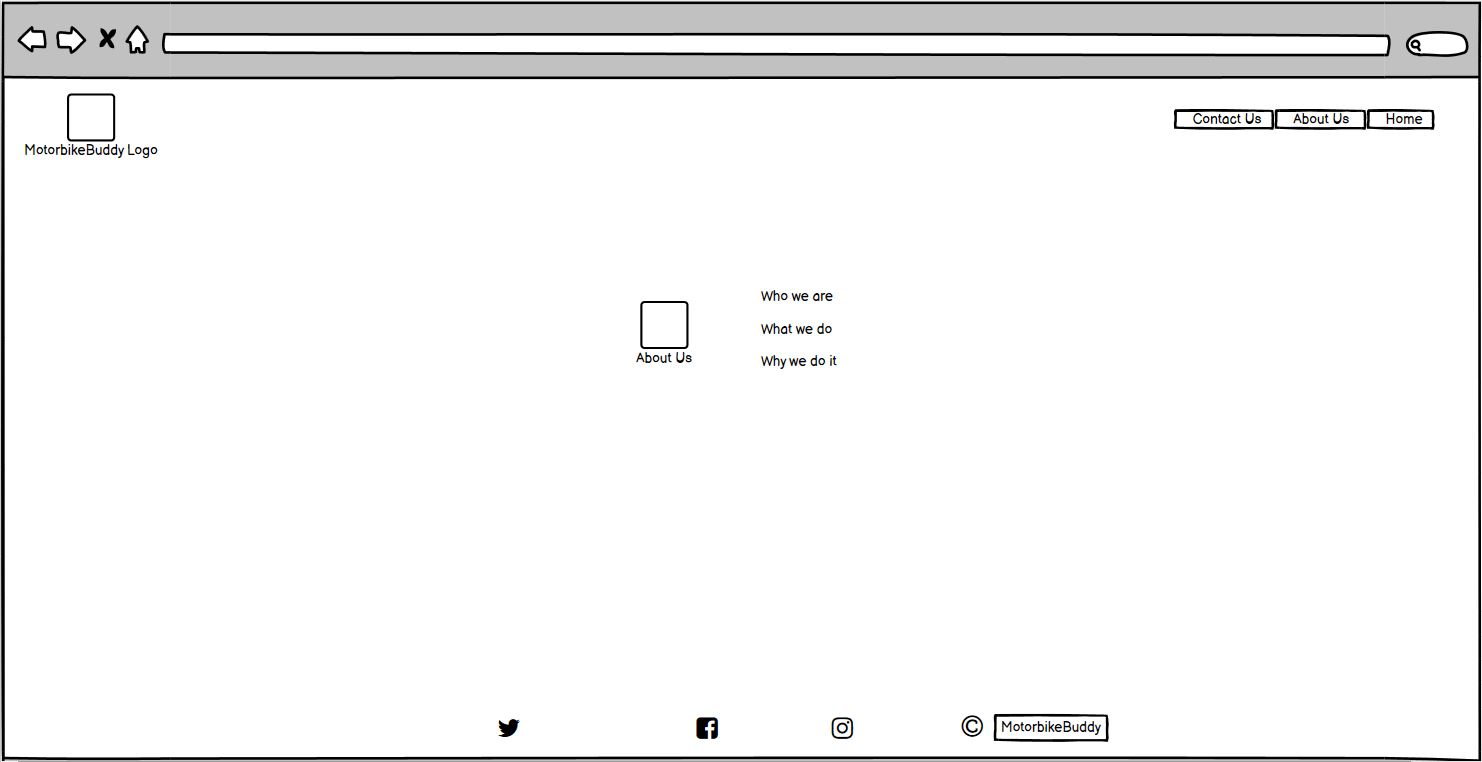 Contact Us
About Us
Home
MotorbikeBuddy Logo
Who we are
What we do
About Us
Why we do it
© MotorbikeBuddy